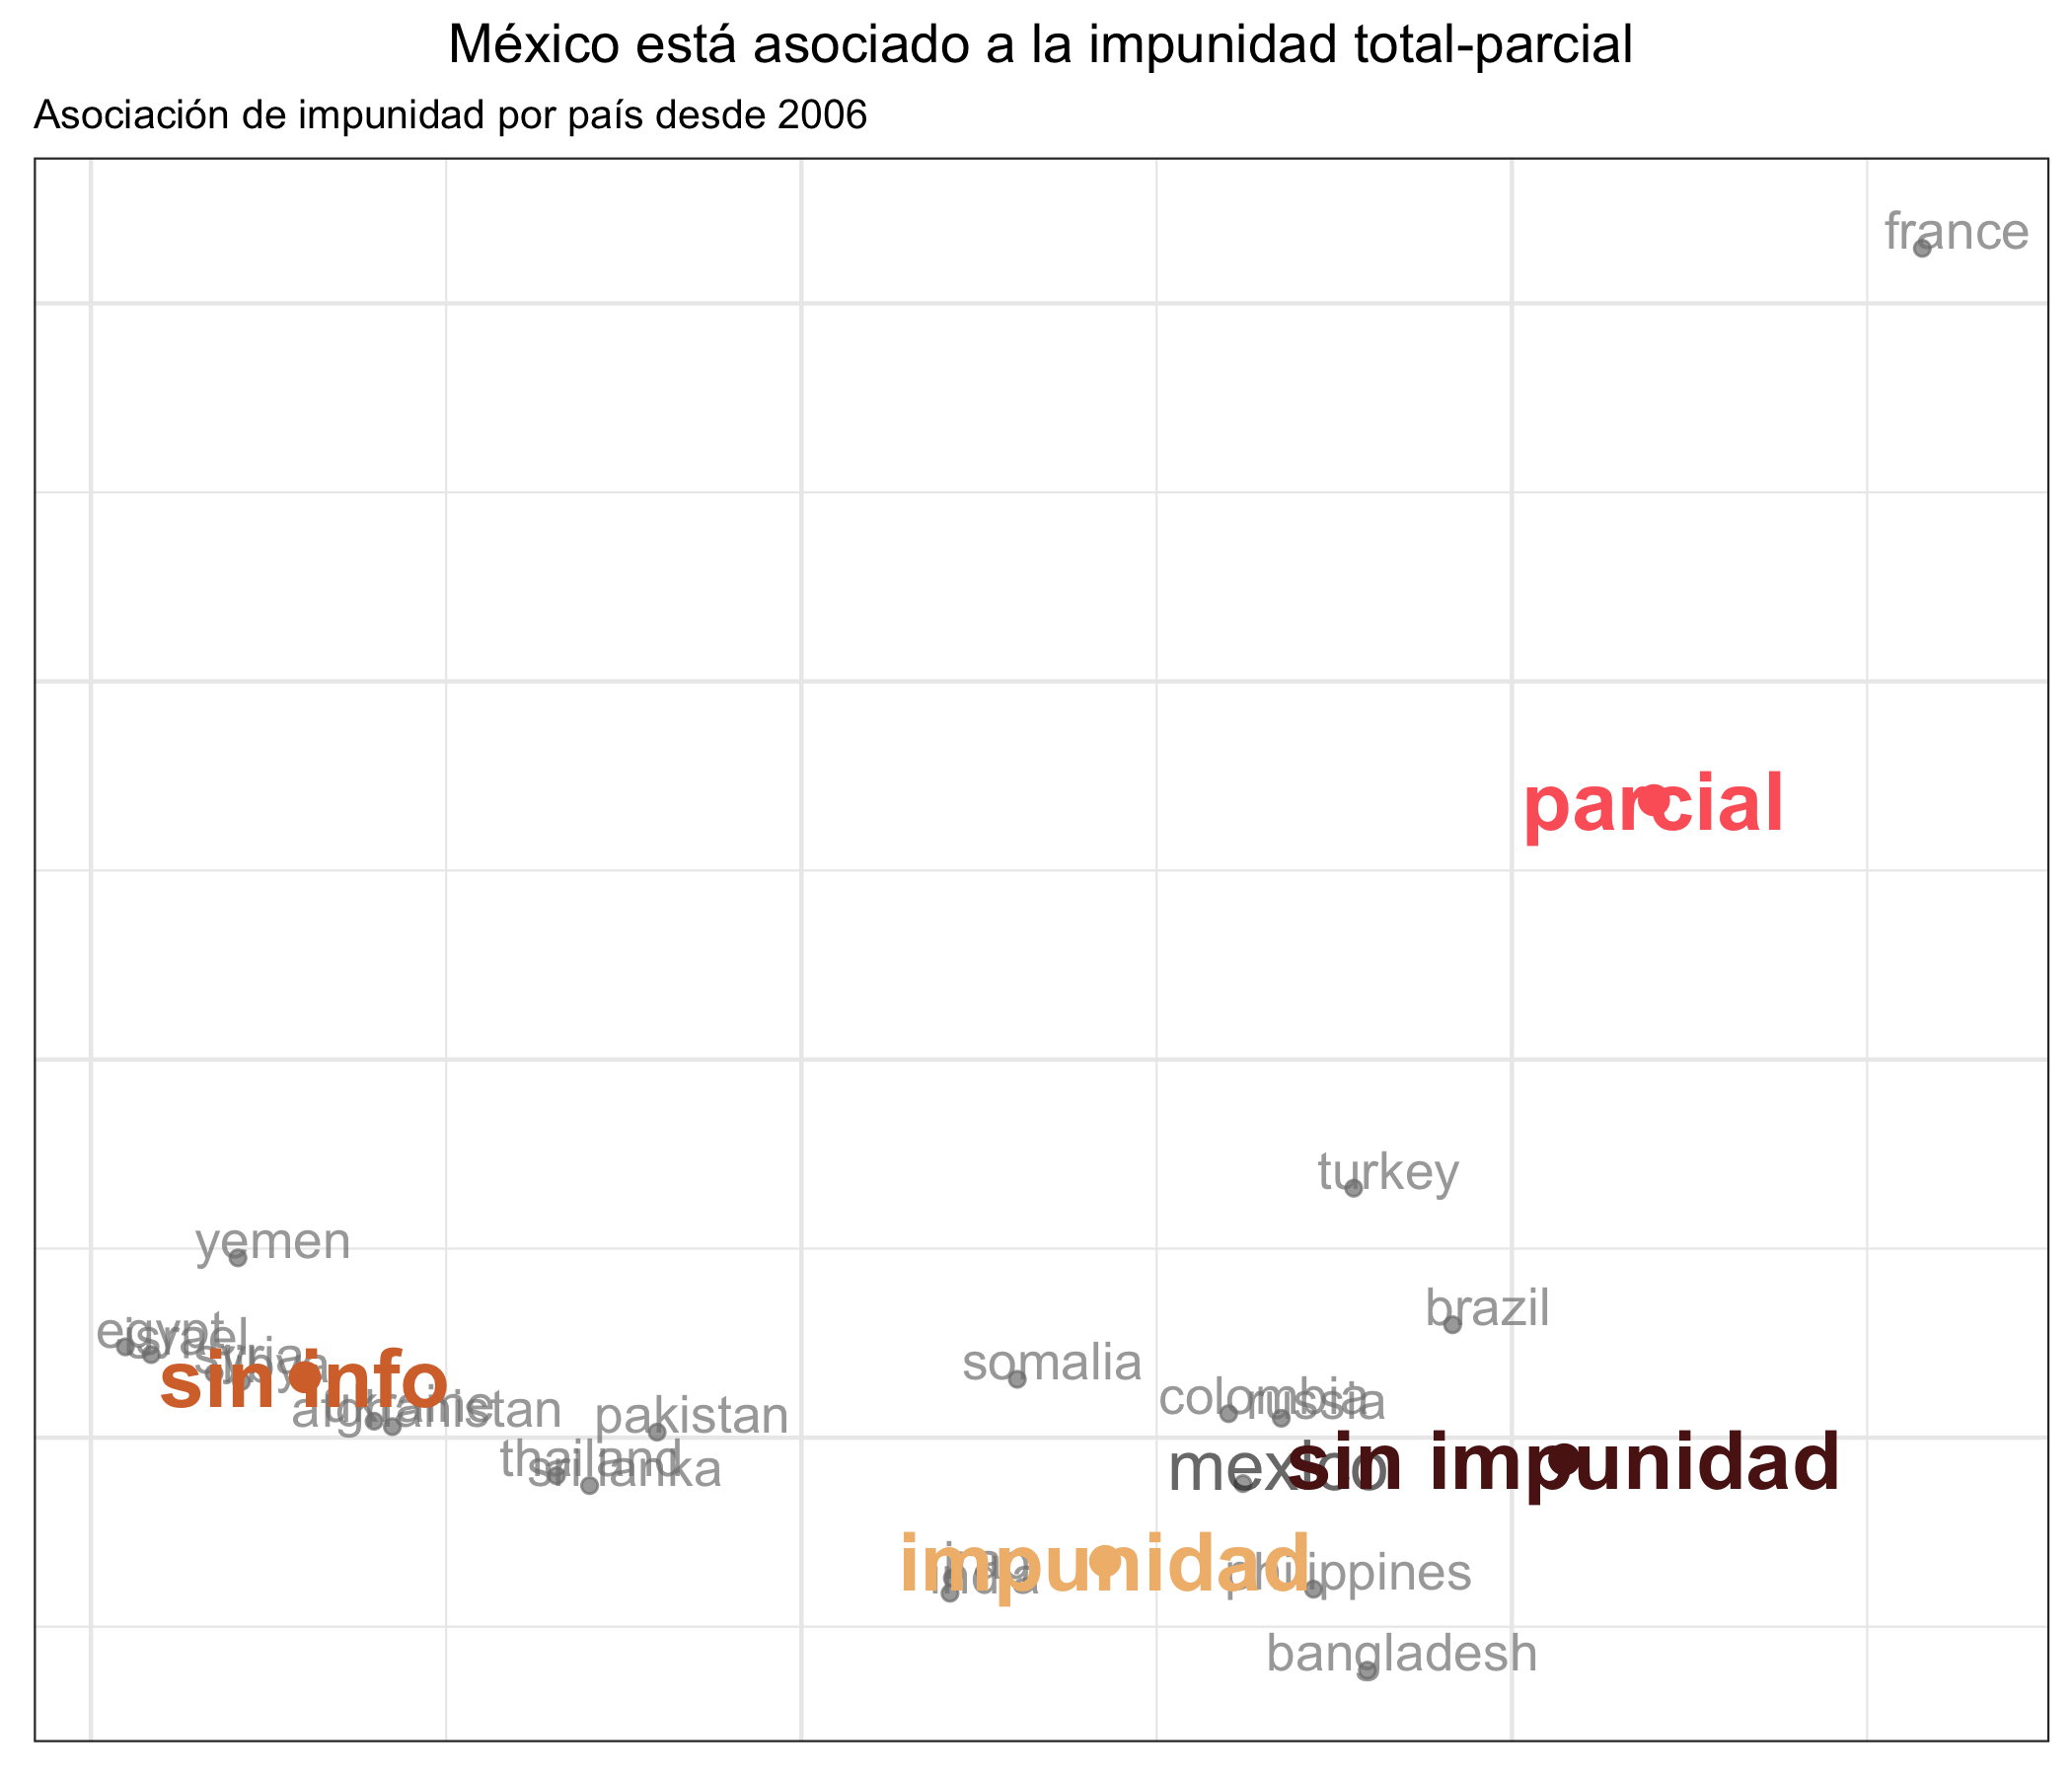 México está asociado a la impunidad total-parcial
Asociación de impunidad por país desde 2006
france
parcial
turkey
yemen
brazil
egypt
israel
syria
libya
sin info
somalia
colombia
russia
ukraine
afghanistan
pakistan
thailand
sri lanka
mexico
sin impunidad
iraq
india
impunidad
philippines
bangladesh